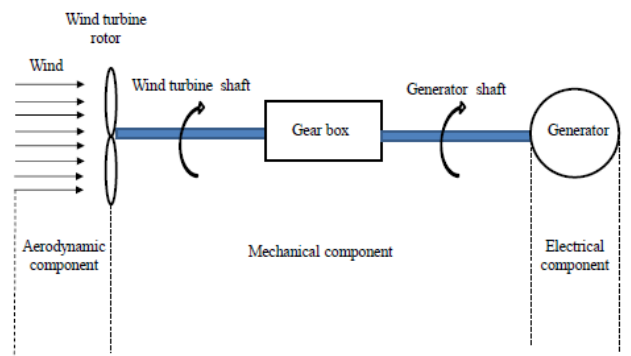 Wind turbine
rotor
Wind
Wind turbine shaft
Generator shaft
Gear box
Generator
Aerodynamic
component
Mechanical component
Electrical
component